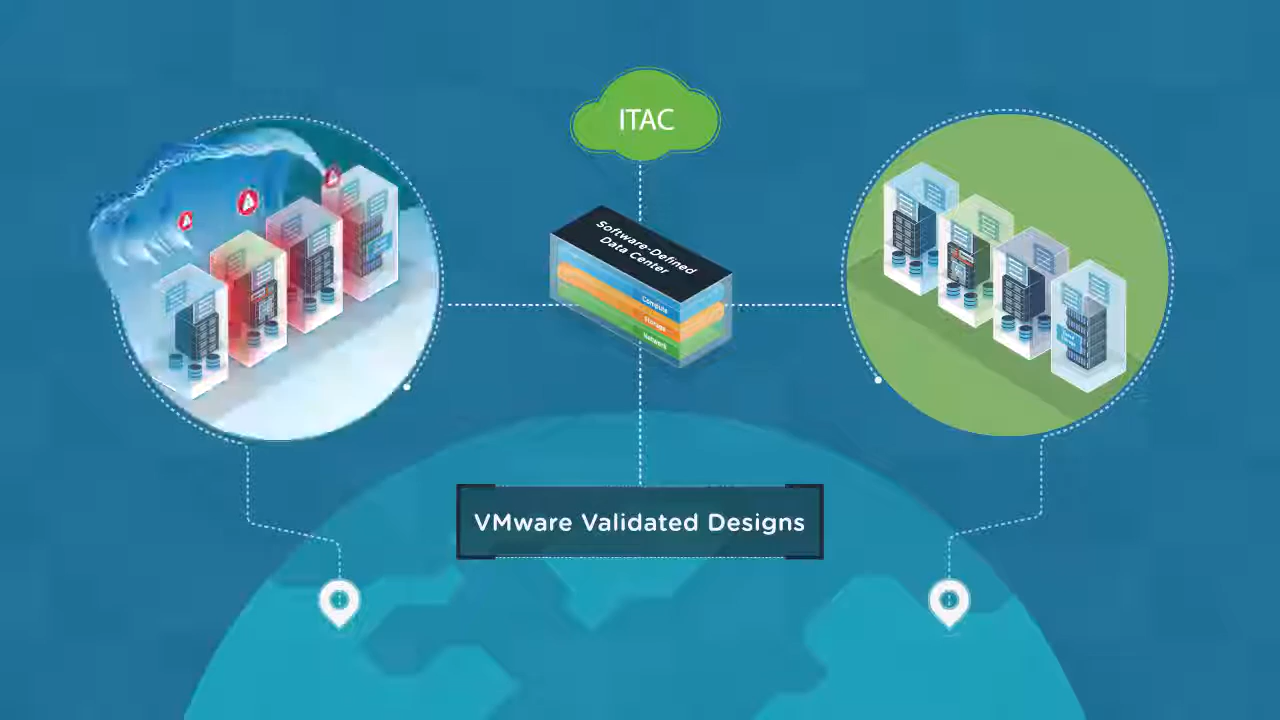 ITAC
Software-Defined
Data Center
Compute
Storage
Network
VMware Validated Designs